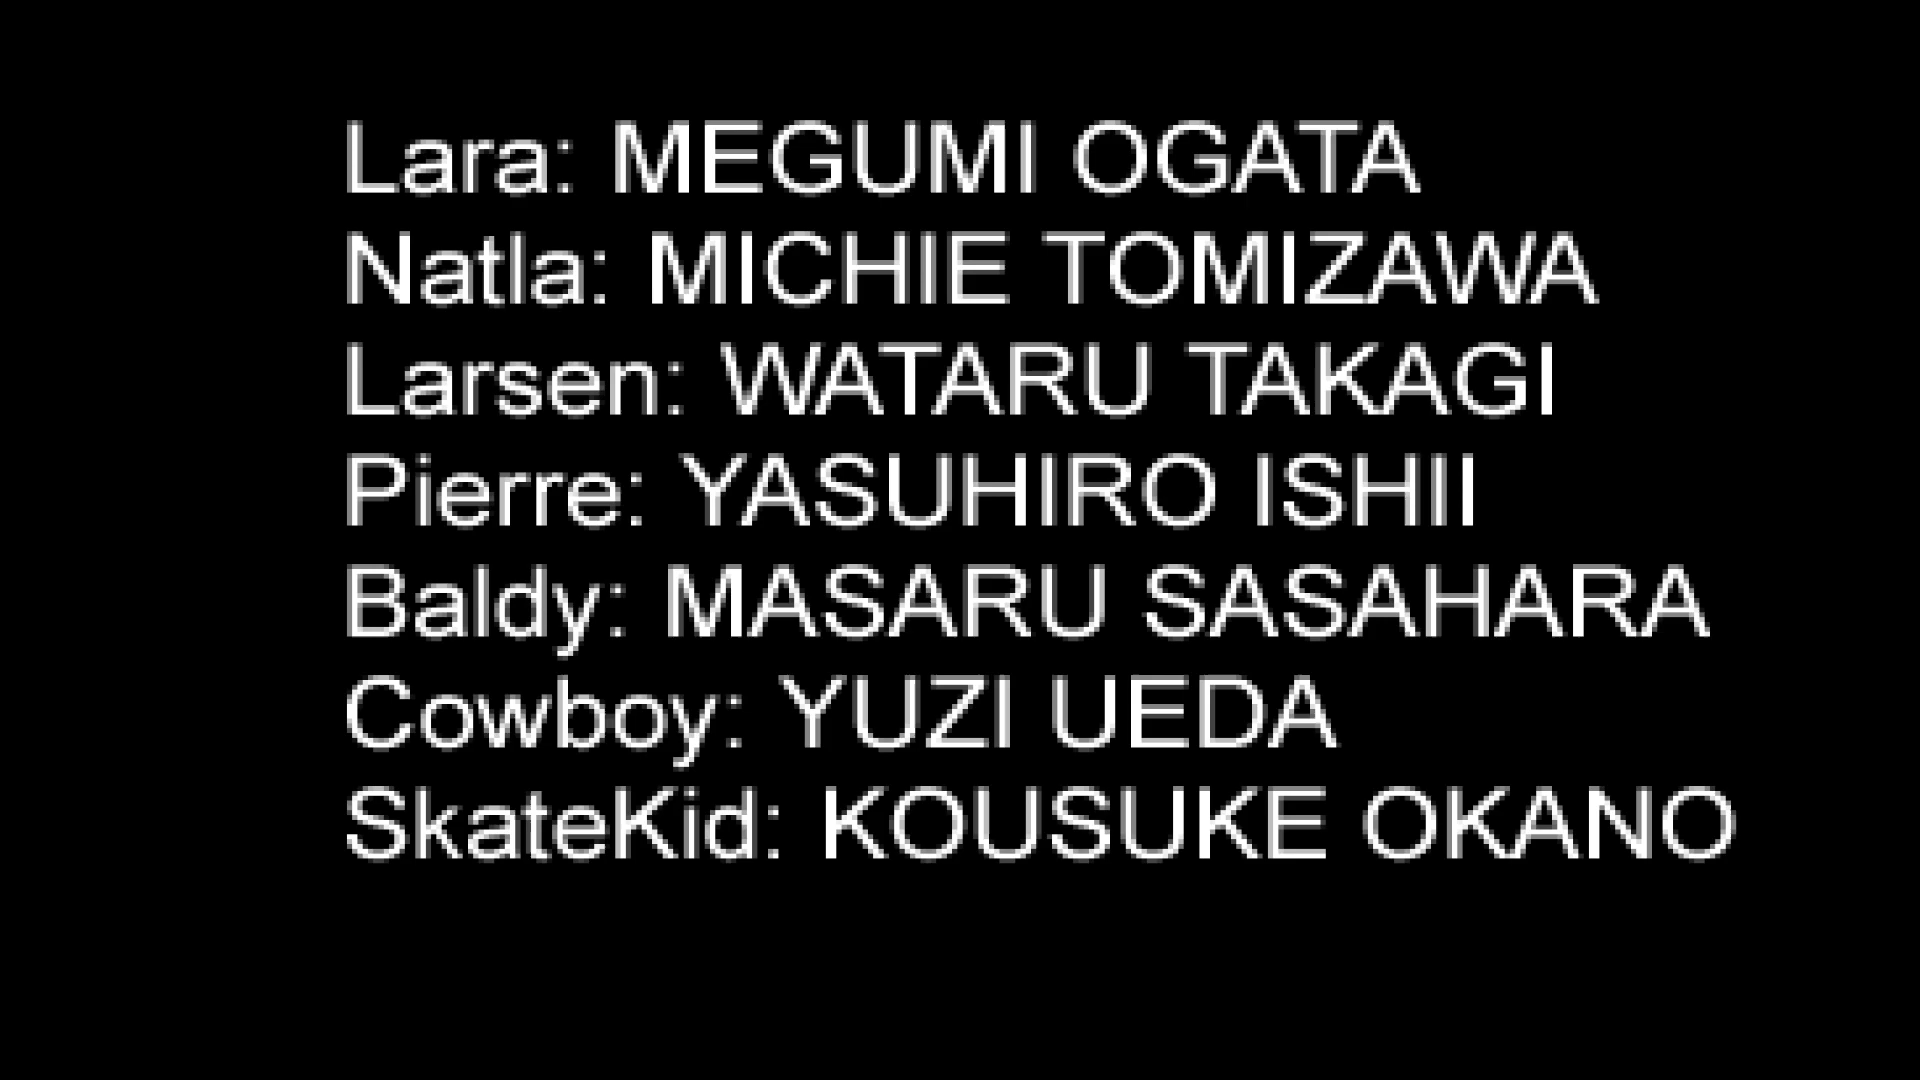 Lara: MEGUMI OGATA
Natla: MICHIE TOMIZAWA
Larsen: WATARU TAKAGI
Pierre: YASUHIRO ISHII
Baldy: MASARU SASAHARA
Cowboy: YUZI UEDA
SkateKid: KOUSUKE OKANO